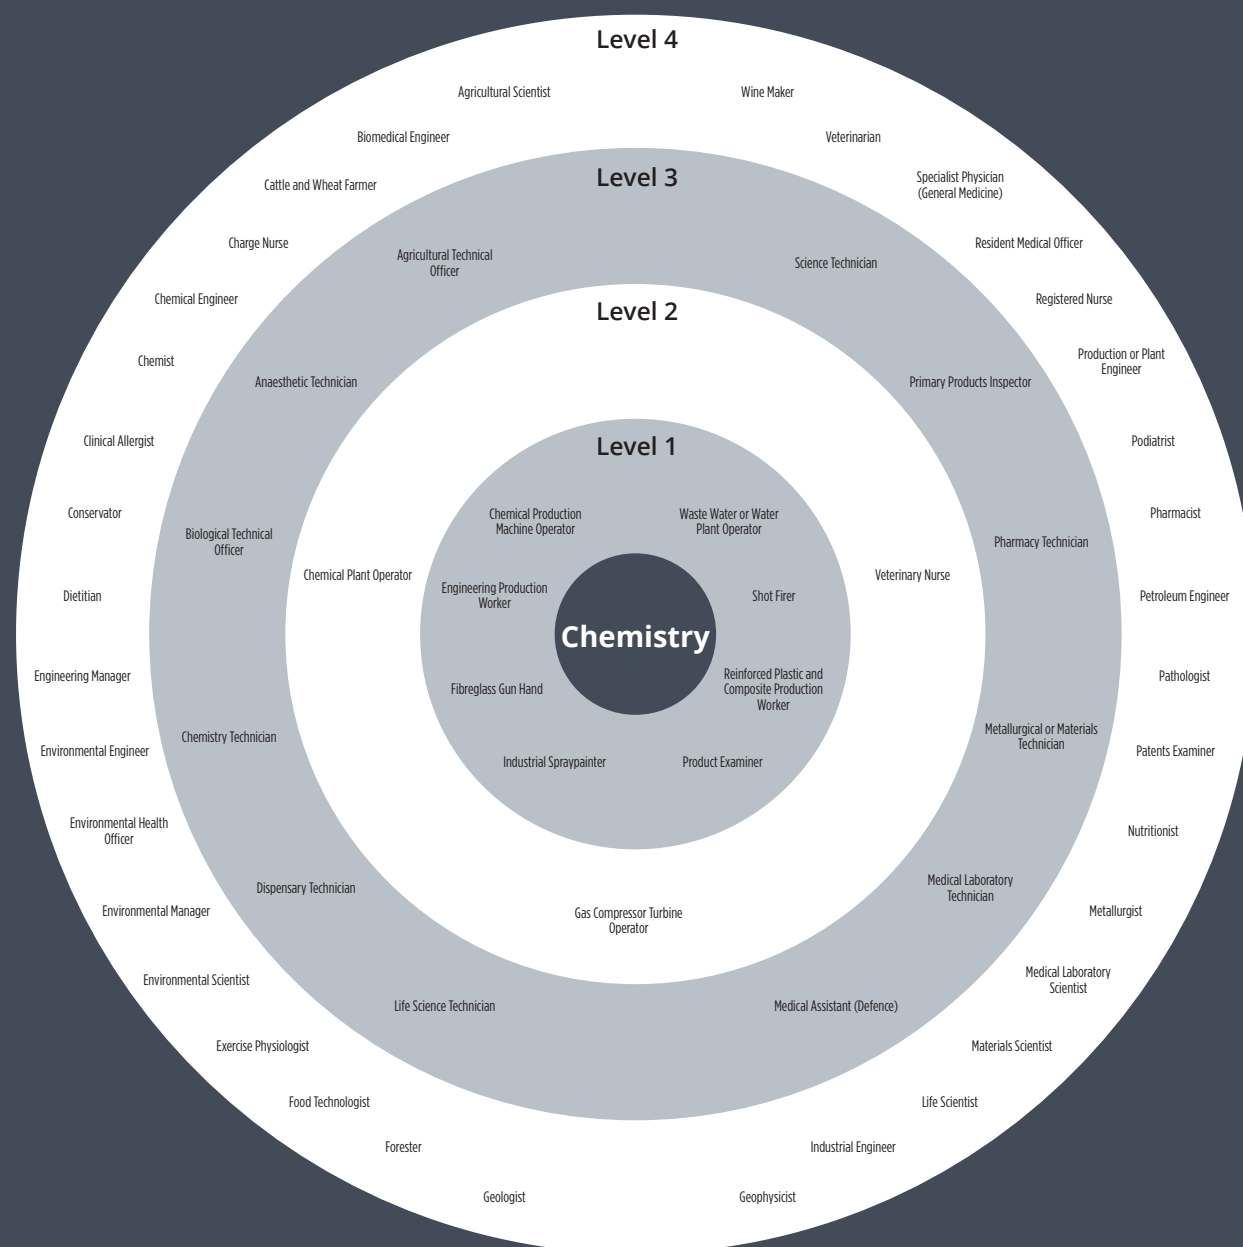 Level 4
Agricultural Scientist
Wine Maker
Biomedical Engineer
Veterinarian
Cattle and Wheat Farmer
Level 3
Specialist Physician
(General Medicine)
Charge Nurse
Resident Medical Officer
Agricultural Technical
Officer
Science Technician
Chemical Engineer
Registered Nurse
Level 2
Chemist
Production or Plant
Engineer
Anaesthetic Technician
Primary Products Inspector
Clinical Allergist
Level 1
Podiatrist
Conservator
Chemical Production
Machine Operator
Waste Water or Water
Plant Operator
Pharmacist
Biological Technical
Officer
Pharmacy Technician
Chemical Plant Operator
Veterinary Nurse
Dietitian
Engineering Production
Worker
Shot Firer
Petroleum Engineer
Chemistry
Engineering Manager
Fibreglass Gun Hand
Reinforced Plastic and
Composite Production
Worker
Pathologist
Chemistry Technician
Metallurgical or Materials
Technician
Environmental Engineer
Industrial Spraypainter
Product Examiner
Patents Examiner
Environmental Health
Officer
Nutritionist
Dispensary Technician
Medical Laboratory
Technician
Environmental Manager
Gas Compressor Turbine
Operator
Metallurgist
Environmental Scientist
Medical Laboratory
Scientist
Life Science Technician
Medical Assistant (Defence)
Exercise Physiologist
Materials Scientist
Food Technologist
Life Scientist
Forester
Industrial Engineer
Geologist
Geophysicist